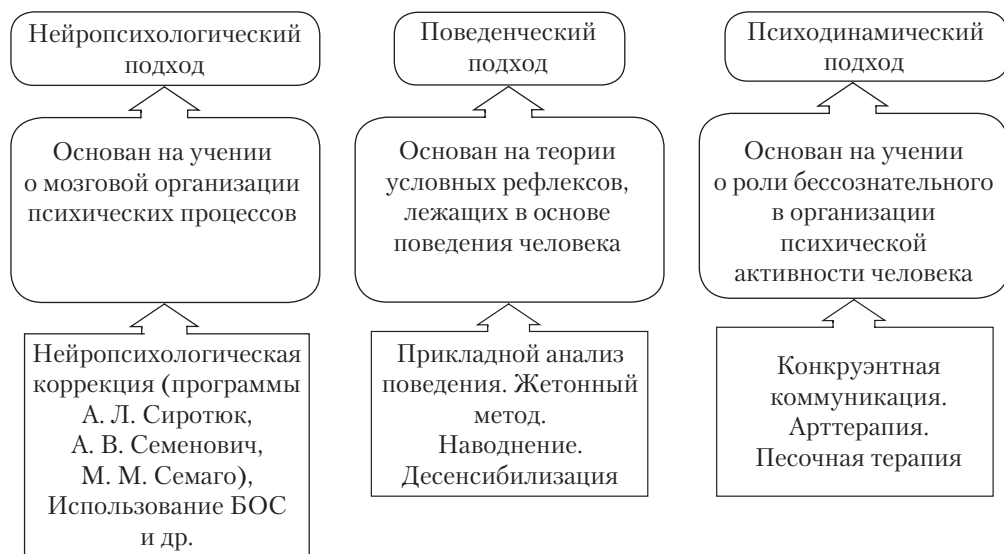 Нейропсихологический
подход
Поведенческий
подход
Психодинамический
подход
Основан на учении
о мозговой организации
психических процессов
Основан на теории
условных рефлексов,
лежащих в основе
поведения человека
Основан на учении
о роли бессознательного
в организации
психической
активности человека
Нейропсихологическая
коррекция (программы
А. Л. Сиротюк,
А. В. Семенович,
М. М. Семаго),
Использование БОС
и др.
Прикладной анализ
поведения. Жетонный
метод.
Наводнение.
Десенсибилизация
Конкруэнтная
коммуникация.
Арттерапия.
Песочная терапия